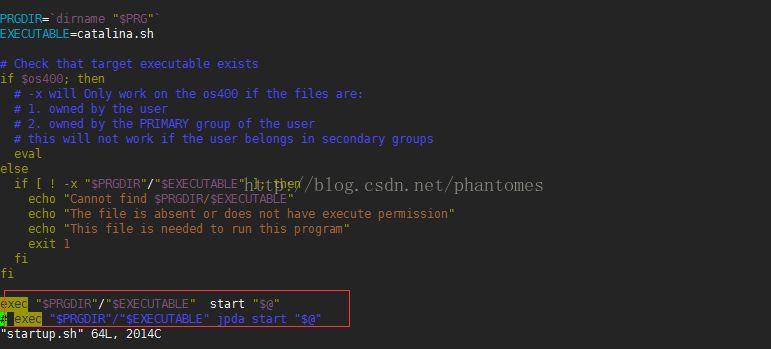 PRGDIR=`dirname "$PRG"`
EXECUTABLE=catalina.sh
# Check that target executable exists
if $os400; then
# -x will Only work on the os400 if the files are:
# 1. owned by the user
# 2. owned by the PRIMARY group of the user
# this will not work if the user belongs in secondary groups
eval
else
if [ ! -x "$PRGDIR"/"$EXECUTABLE" ]; then
http://blog.csdn.net/phantomes
echo "Cannot find $PRGDIR/$EXECUTABLE"
echo "The file is absent or does not have execute permission"
echo "This file is needed to run this program"
exit 1
fi
fi
exec "$PRGDIR"/"$EXECUTABLE" start "$@"
# exec "$PRGDIR"/"$EXECUTABLE" jpda start "$@"
"startup.sh" 64L, 2014C